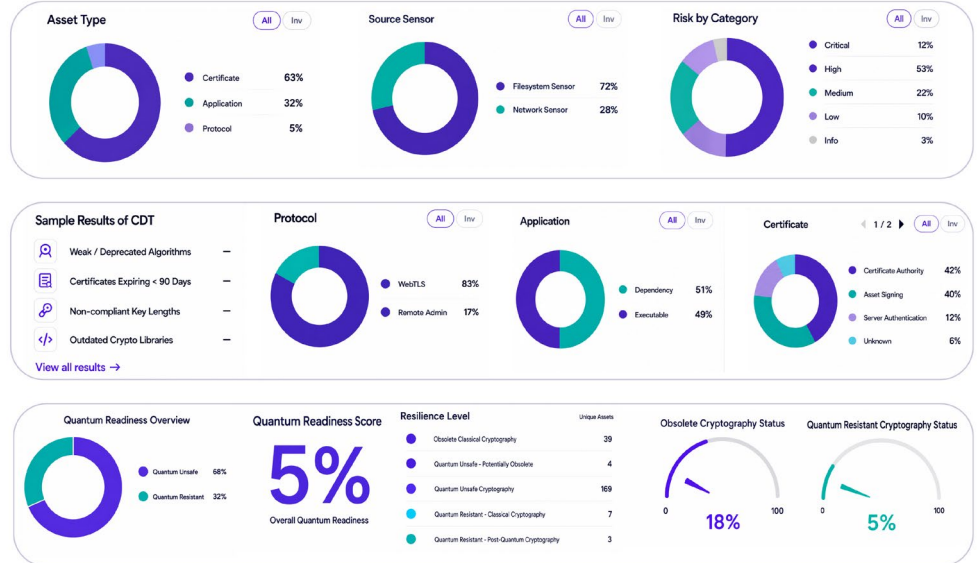 Asset Type
All
Inv
Certificate 63%
Application 32%
Protocol 5%
Source Sensor
All
Inv
Filesystem Sensor 72%
Network Sensor 28%
Risk by Category
All
Inv
Critical 12%
High 53%
Medium 22%
Low 10%
Info 3%
Sample Results of CDT
Weak / Deprecated Algorithms –
Certificates Expiring < 90 Days –
Non-compliant Key Lengths –
Outdated Crypto Libraries –
View all results →
Protocol
All
Inv
WebTLS 83%
Remote Admin 17%
Application
All
Inv
Dependency 51%
Executable 49%
Certificate
1 / 2
All
Inv
Certificate Authority 42%
Asset Signing 40%
Server Authentication 12%
Unknown 6%
Quantum Readiness Overview
Quantum Unsafe 68%
Quantum Resistant 32%
Quantum Readiness Score
5%
Overall Quantum Readiness
Resilience Level Unique Assets
Obsolete Classical Cryptography 39
Quantum Unsafe - Potentially Obsolete 4
Quantum Unsafe Cryptography 169
Quantum Resistant - Classical Cryptography 7
Quantum Resistant - Post-Quantum Cryptography 3
Obsolete Cryptography Status
0 100
18%
Quantum Resistant Cryptography Status
0 100
5%